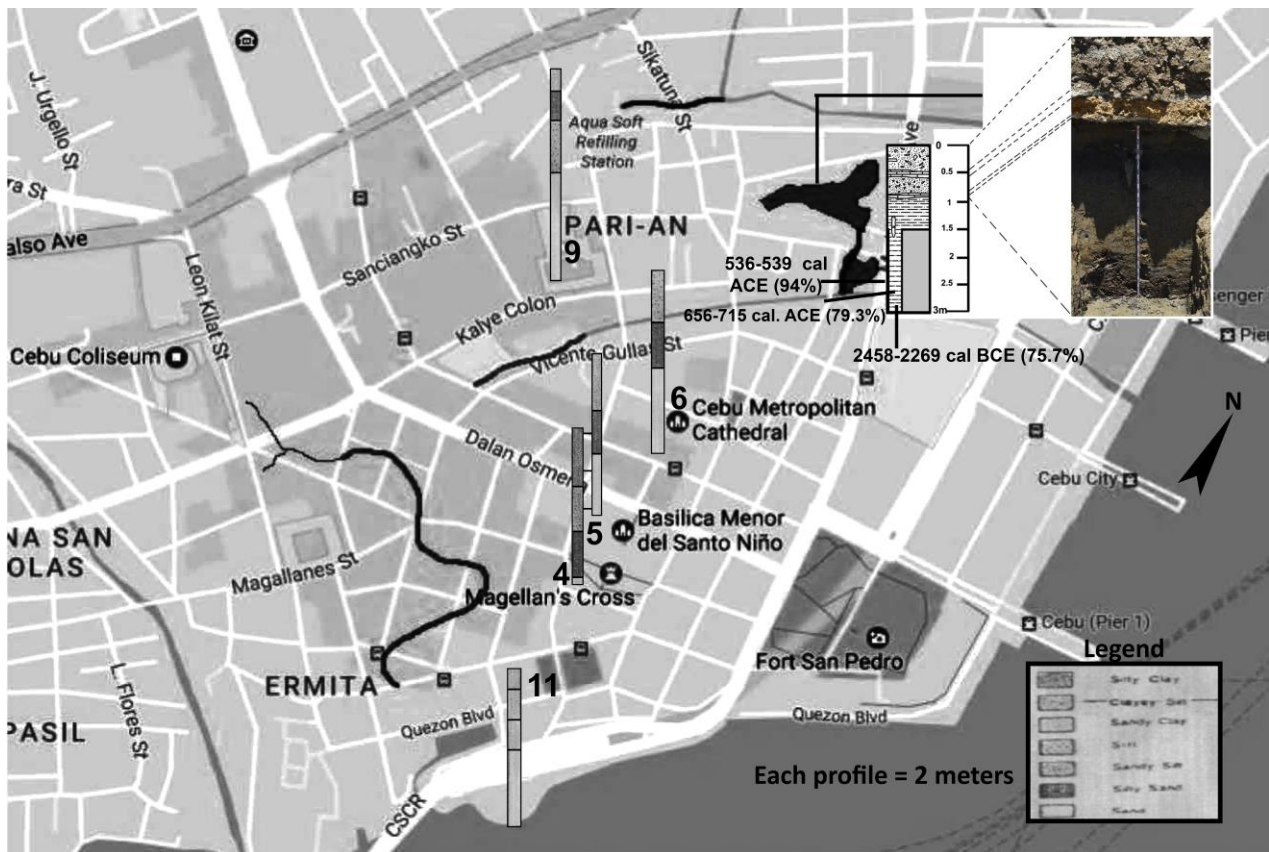 J. Urgello St
Sikatuna St
Aqua Soft
Refilling
Station
PARI-AN
9
ra St
also Ave
Leon Kilat St
Sanciangko St
Kalye Colon
Vicente Gullas St
Cebu Coliseum
ve
0
0.5
1
1.5
2
2.5
3m
536-539 cal
ACE (94%)
656-715 cal. ACE (79.3%)
2458-2269 cal BCE (75.7%)
senger
Pier
N
6
Cebu Metropolitan
Cathedral
Dalan Osmeñ
Cebu City
5
Basilica Menor
del Santo Niño
4
Magellan's Cross
NA SAN
OLAS
Magallanes St
L. Flores St
ERMITA
11
Fort San Pedro
Cebu (Pier 1)
Quezon Blvd
Quezon Blvd
PASIL
CSCR
Each profile = 2 meters
Legend
Silty Clay
Clayey Silt
Sandy Clay
Silt
Sandy Silt
Silty Sand
Sand